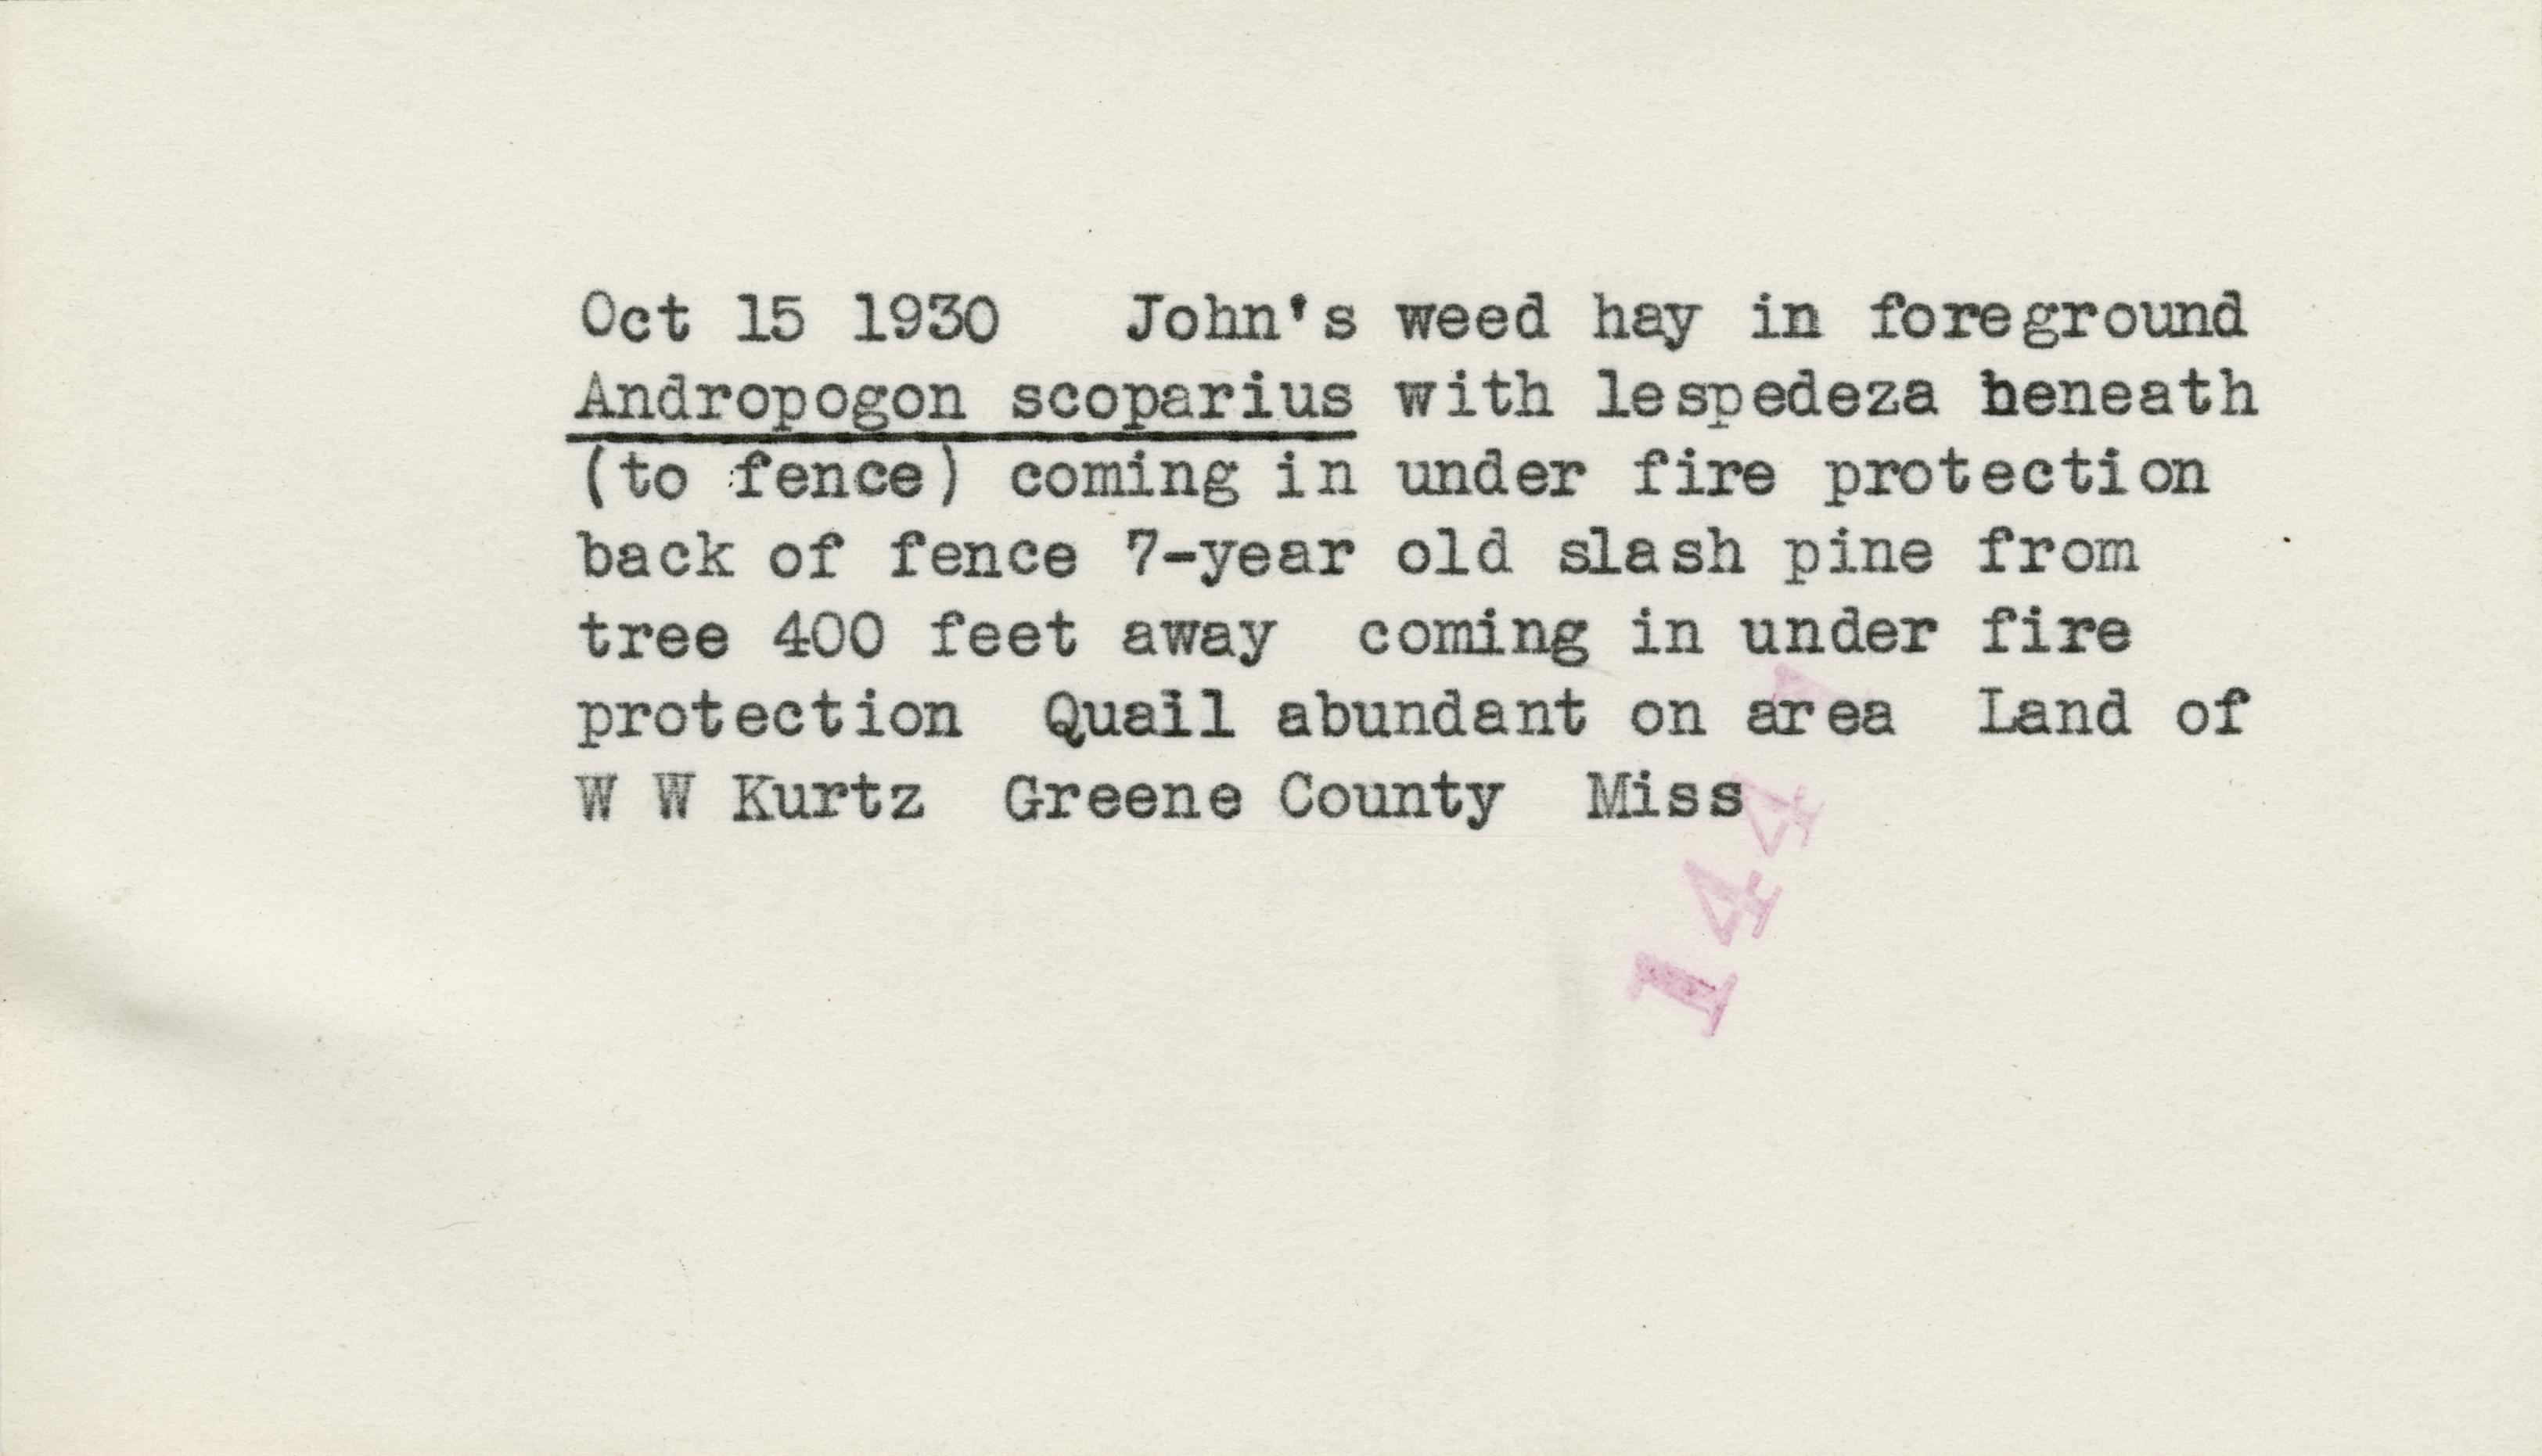 Oct 15 1930   John's weed hay in foreground
Andropogon scoparius with lespedeza beneath
(to fence) coming in under fire protection
back of fence 7-year old slash pine from
tree 400 feet away  coming in under fire
protection  Quail abundant on area  Land of
W W Kurtz  Greene County  Miss